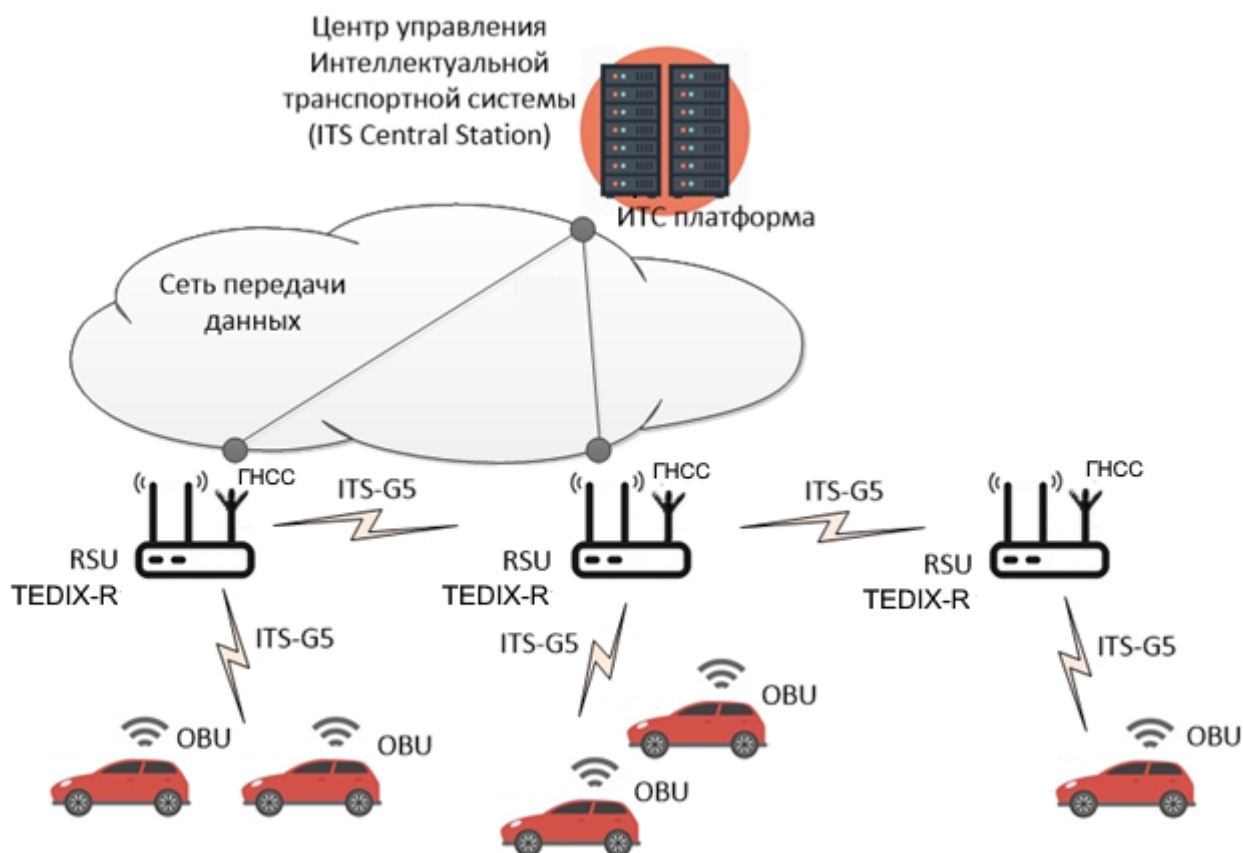 Центр управления
Интеллектуальной
транспортной системы
(ITS Central Station)
ИТС платформа
Сеть передачи
данных
ГНСС
ITS-G5
ГНСС
ITS-G5
ГНСС
RSU
TEDIX-R
RSU
TEDIX-R
RSU
TEDIX-R
ITS-G5
ITS-G5
ITS-G5
OBU
OBU
OBU
OBU
OBU